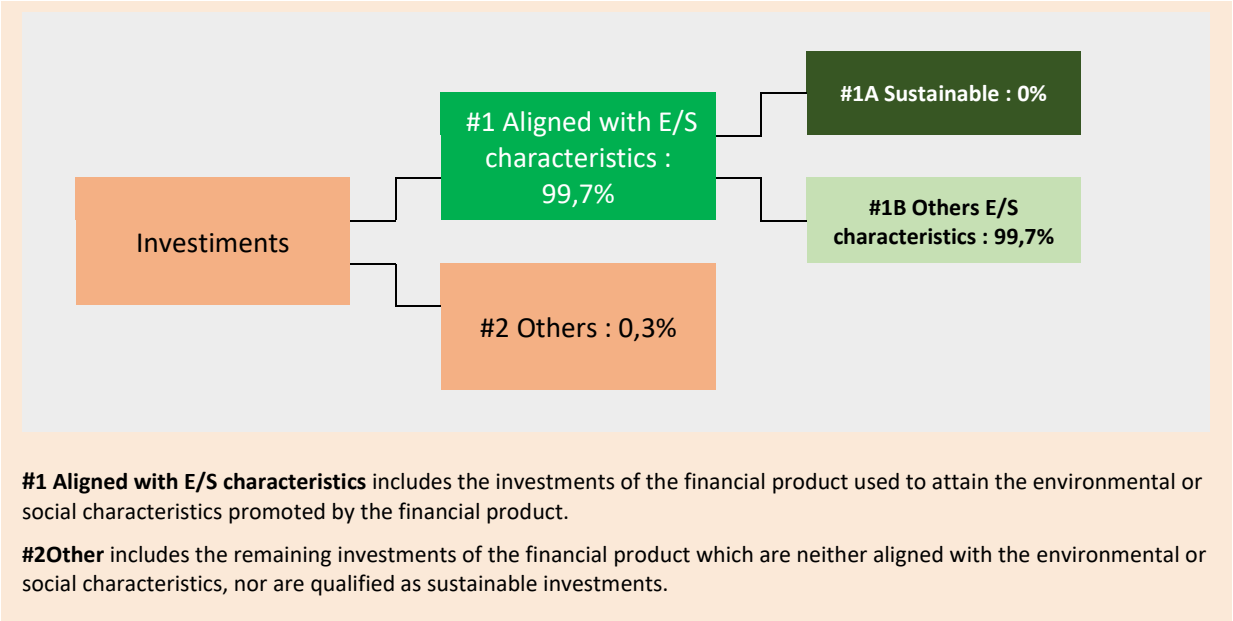 Investiments
#1 Aligned with E/S
characteristics :
99,7%
#2 Others : 0,3%
#1A Sustainable : 0%
#1B Others E/S
characteristics : 99,7%
#1 Aligned with E/S characteristics includes the investments of the financial product used to attain the environmental or
social characteristics promoted by the financial product.
#2Other includes the remaining investments of the financial product which are neither aligned with the environmental or
social characteristics, nor are qualified as sustainable investments.